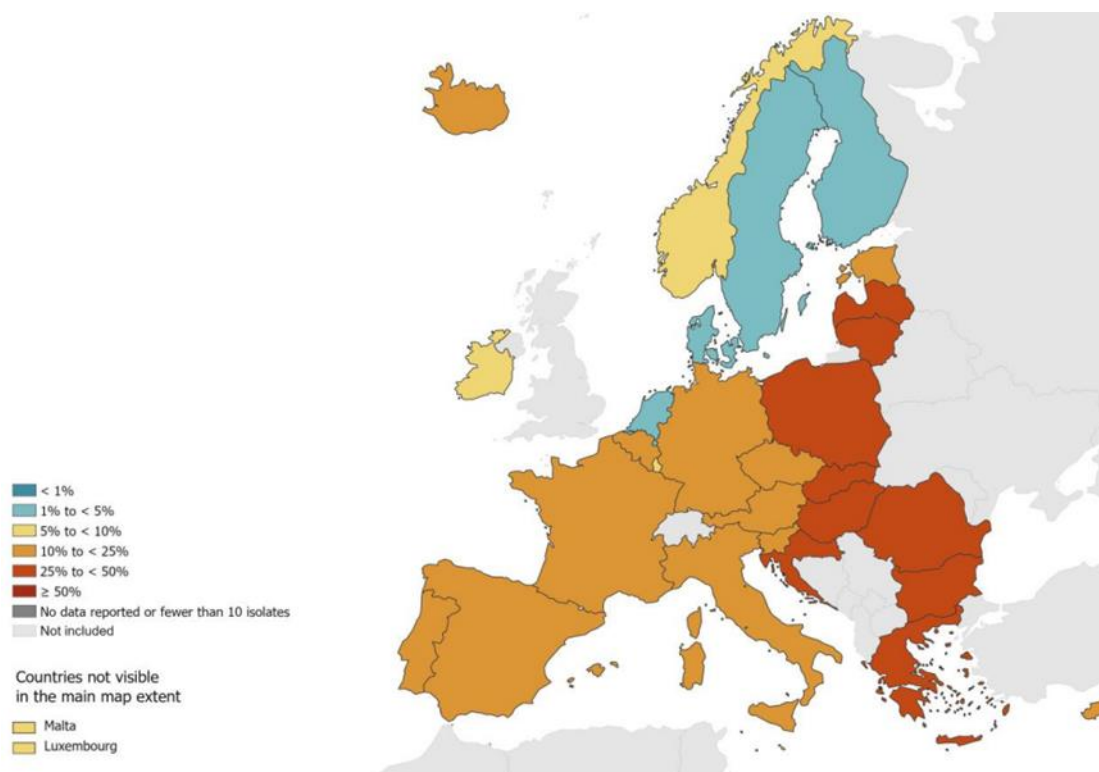 < 1%
1% to < 5%
5% to < 10%
10% to < 25%
25% to < 50%
≥ 50%
No data reported or fewer than 10 isolates
Not included
Countries not visible
in the main map extent
Malta
Luxembourg